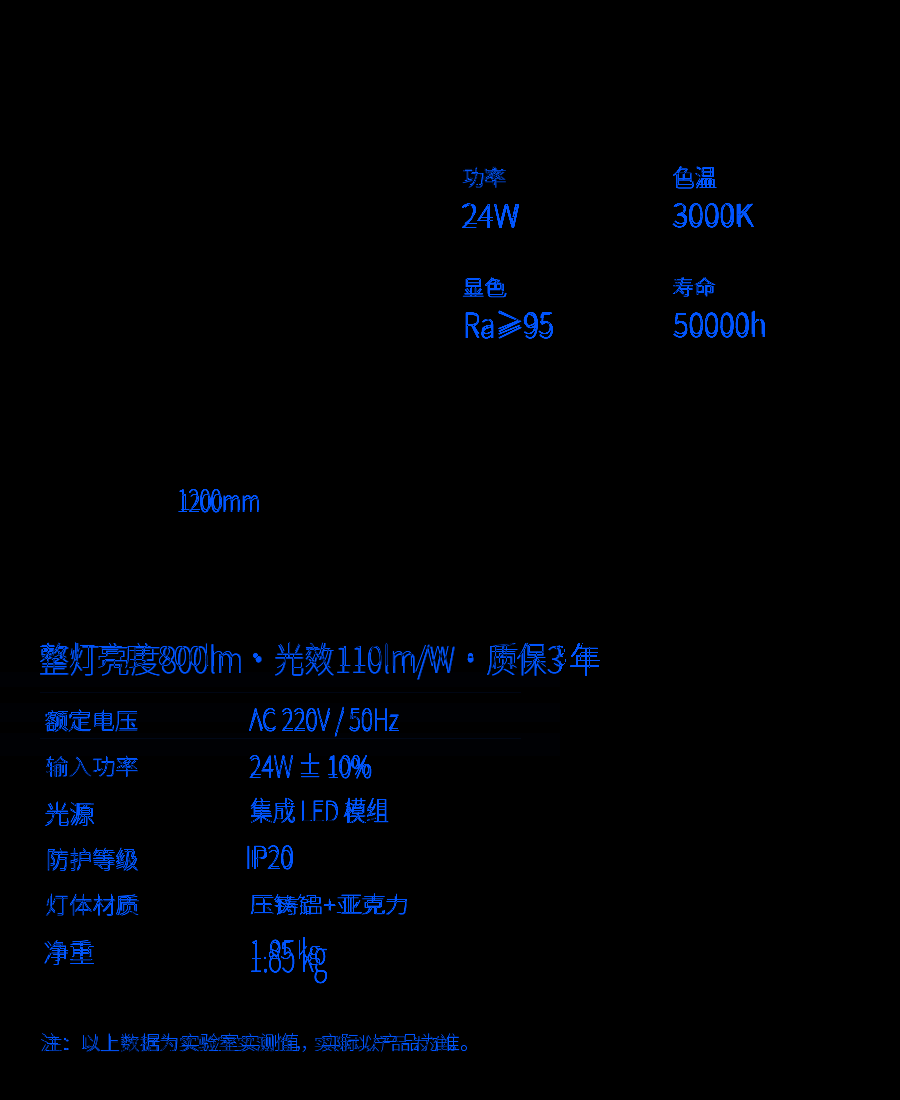 功率 色温
24W 3000K
显色 寿命
Ra⩾95 50000h
1200mm
整灯亮度800lm・光效110lm/W・质保3年
额定电压 AC 220V / 50Hz
输入功率 24W ± 10%
光源 集成 LED 模组
防护等级 IP20
灯体材质 压铸铝+亚克力
净重 1.85 kg
注：以上数据为实验室实测值，实际以产品为准。